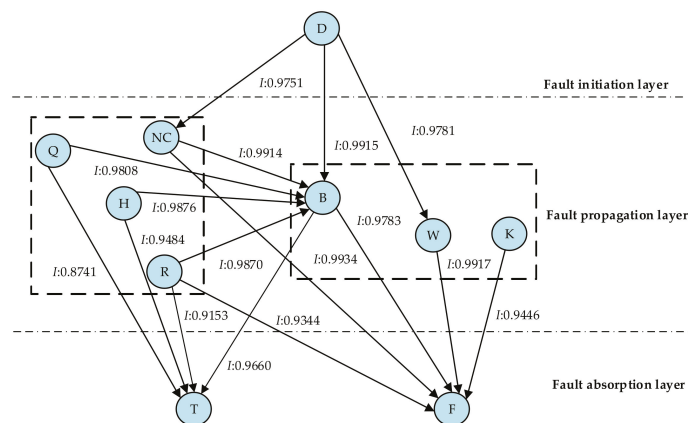 D
I:0.9751
Fault initiation layer
NC
I:0.9914
I:0.9915
I:0.9781
Q
I:0.9808
H
I:0.9876
B
I:0.9783
W
K
Fault propagation layer
I:0.9484
I:0.8741
R
I:0.9870
I:0.9934
I:0.9917
I:0.9153
I:0.9344
I:0.9446
I:0.9660
Fault absorption layer
T
F